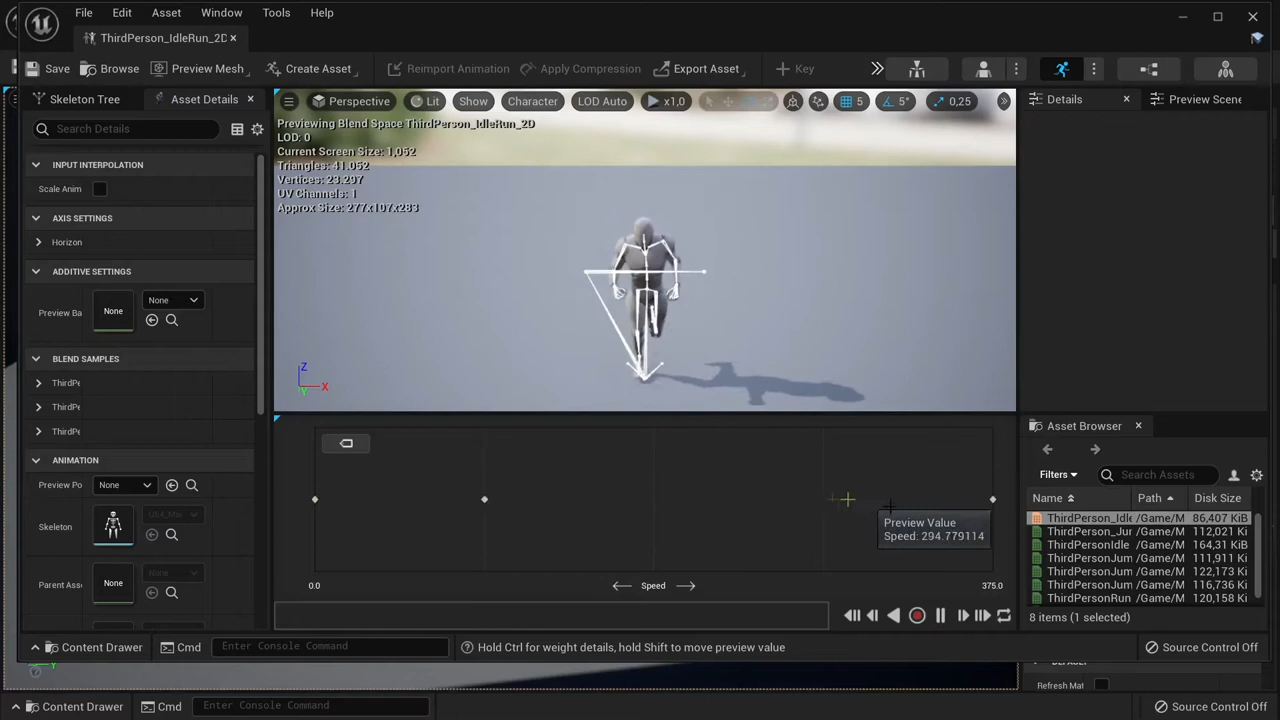 File Edit Asset Window Tools Help
ThirdPerson_IdleRun_2D
Save Browse Preview Mesh Create Asset Reimport Animation Apply Compression Export Asset Key
Skeleton Tre Asset Details
Search Details
INPUT INTERPOLATION
Scale Anim
AXIS SETTINGS
Horizon
ADDITIVE SETTINGS
Preview Ba None None
BLEND SAMPLES
ThirdPe
ThirdPe
ThirdPe
ANIMATION
Preview Po None
Skeleton
Parent Asse None
Perspective Lit Show Character LOD Auto x1,0 5 5° 0,25
Previewing Blend Space ThirdPerson_IdleRun_2D
LOD: 0
Current Screen Size: 1,052
Triangles: 41.052
Vertices: 23.297
UV Channels: 1
Approx Size: 277x107x283
Z
X
Y
Preview Value
Speed: 294.779114
0.0 Speed 375.0
Details Preview Scene
Asset Browser
Filters Search Assets
Name Path Disk Size
ThirdPerson_Idle /Game/M 86,407 KiB
ThirdPerson_Jum /Game/M 112,021 Ki
ThirdPersonIdle /Game/M 164,311 KiB
ThirdPersonJum /Game/M 111,971 Ki
ThirdPersonJum /Game/M 122,173 Ki
ThirdPersonJum /Game/M 119,236 Ki
ThirdPersonRun /Game/M 120,158 Ki
8 items (1 selected)
Content Drawer Cmd Enter Console Command Hold Ctrl for weight details, hold Shift to move preview value Source Control Off
Refresh Mat
Content Drawer Cmd Enter Console Command Source Control Off